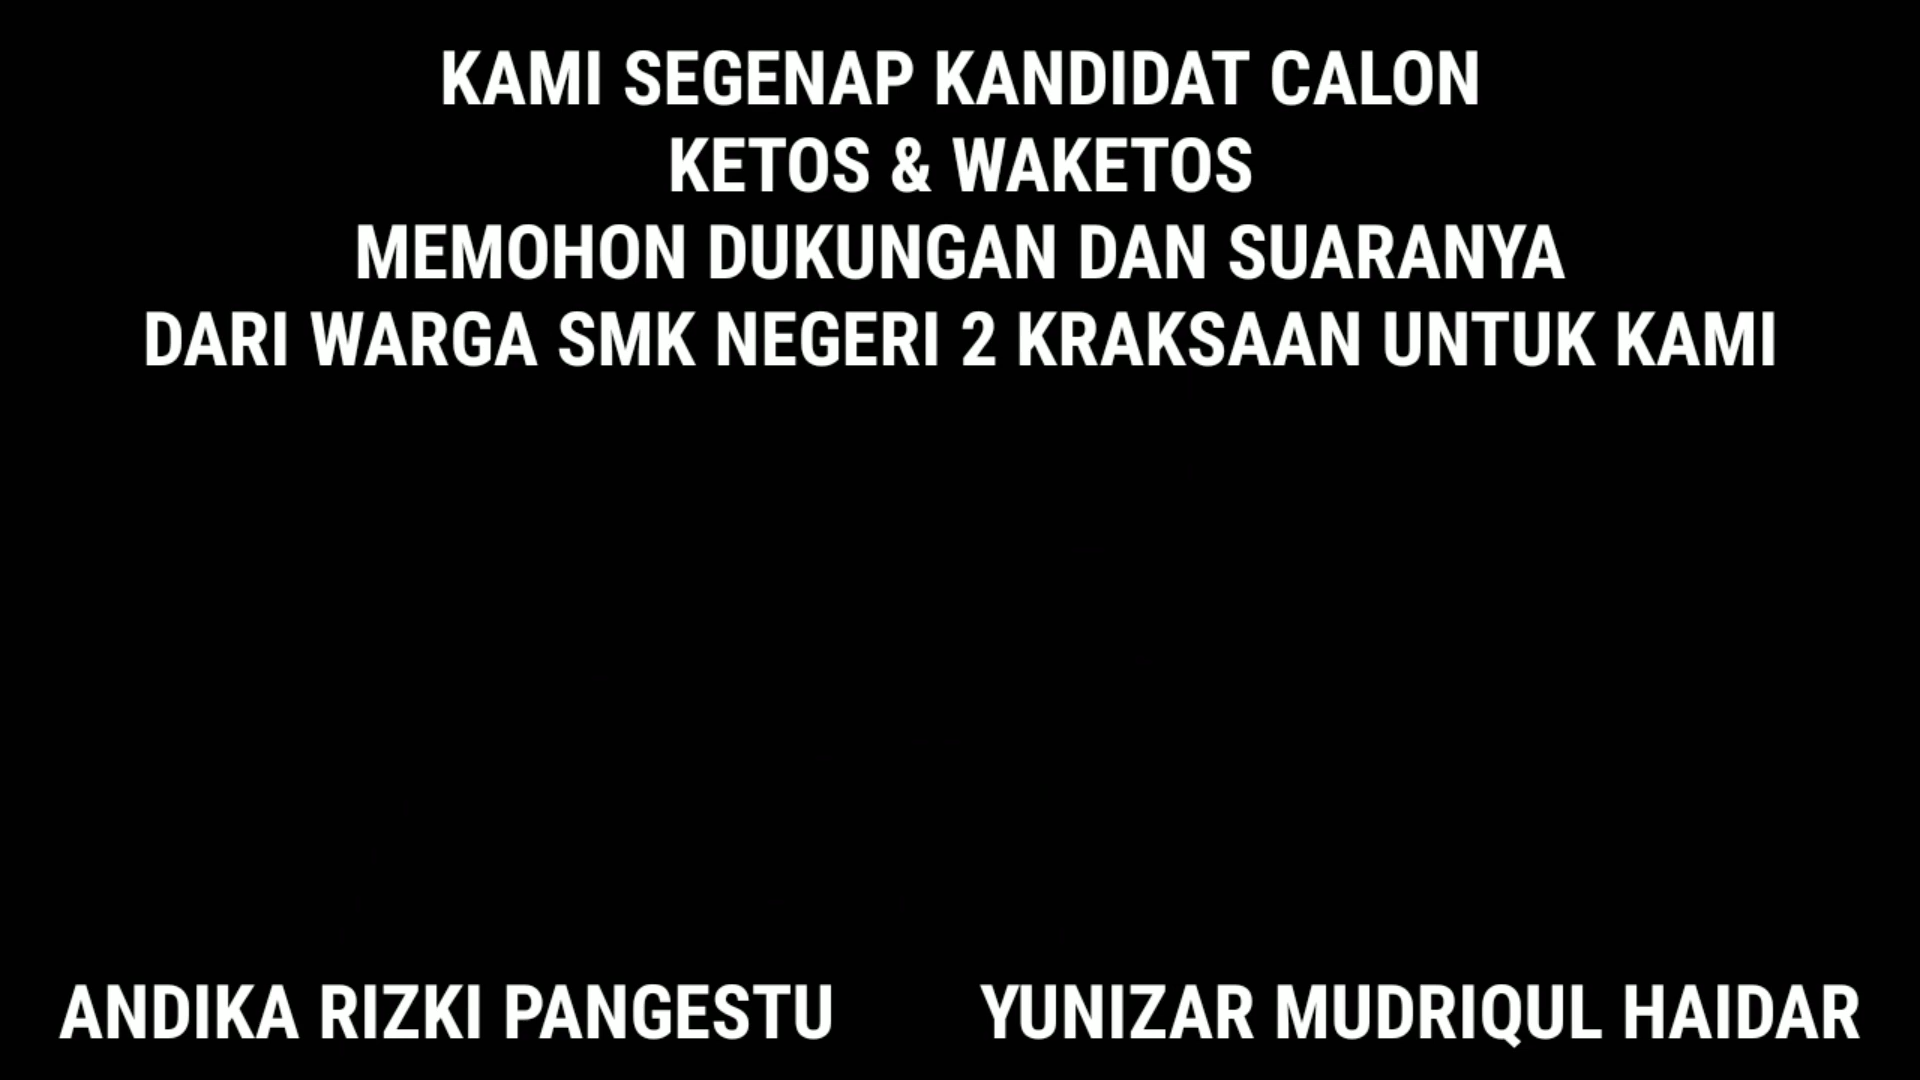 KAMI SEGENAP KANDIDAT CALON
KETOS & WAKETOS
MEMOHON DUKUNGAN DAN SUARANYA
DARI WARGA SMK NEGERI 2 KRAKSAAN UNTUK KAMI
ANDIKA RIZKI PANGESTU
YUNIZAR MUDRIQUL HAIDAR